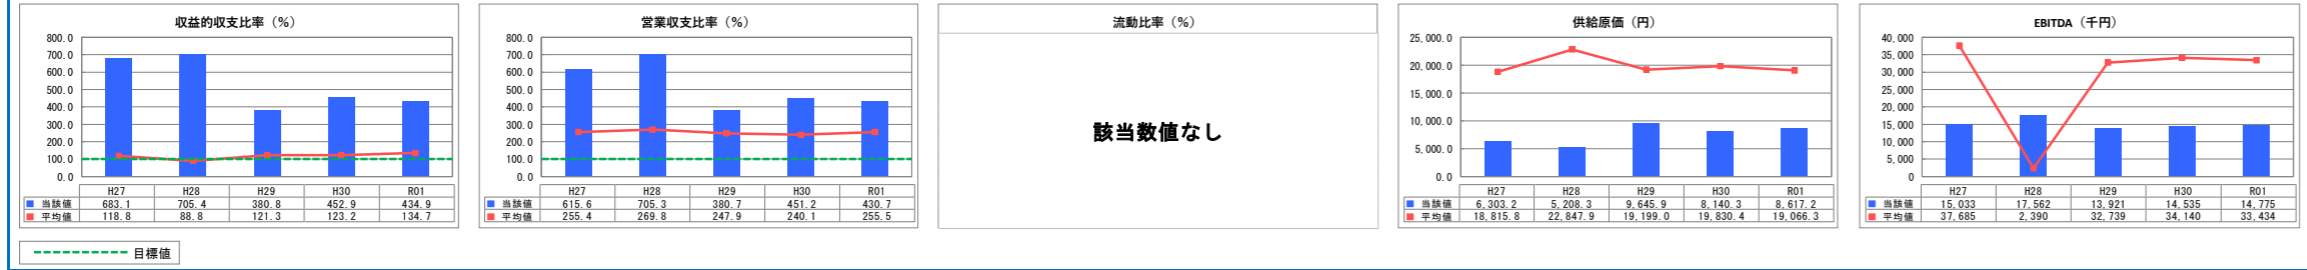 収益的収支比率（％）
800.0
700.0
600.0
500.0
400.0
300.0
200.0
100.0
0.0
H27 H28 H29 H30 R01
当該値 683.1 705.4 380.8 452.9 434.9
平均値 118.8 88.8 121.3 123.2 134.7
営業収支比率（％）
800.0
700.0
600.0
500.0
400.0
300.0
200.0
100.0
0.0
H27 H28 H29 H30 R01
当該値 615.6 705.3 380.7 451.2 430.7
平均値 255.4 269.8 247.9 240.1 255.5
流動比率（％）
該当数値なし
供給原価（円）
25,000.0
20,000.0
15,000.0
10,000.0
5,000.0
0.0
H27 H28 H29 H30 R01
当該値 6,303.2 5,208.3 9,645.9 8,140.3 8,617.2
平均値 18,815.8 22,847.9 19,199.0 19,830.4 19,066.3
EBITDA（千円）
40,000
35,000
30,000
25,000
20,000
15,000
10,000
5,000
0
H27 H28 H29 H30 R01
当該値 15,033 17,562 13,921 14,535 14,775
平均値 37,685 2,390 32,739 34,140 33,434
目標値